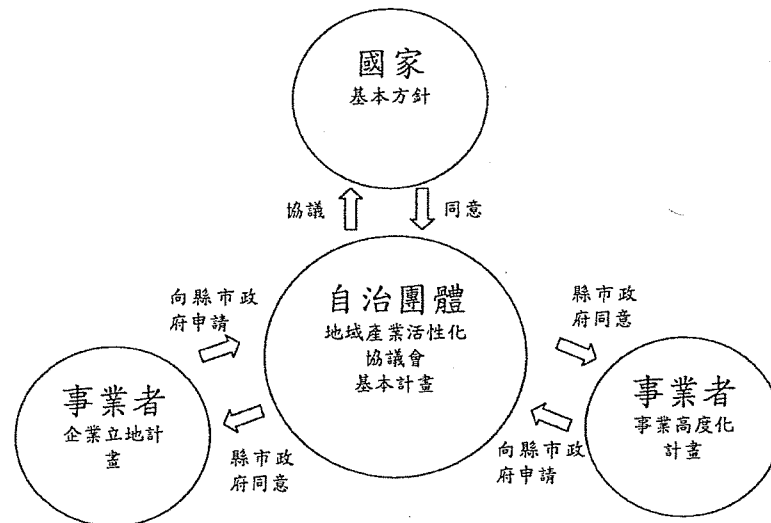 國家
基本方針
協議
同意
自治團體
地域產業活性化
協議會
基本計畫
向縣市政
府申請
縣市政
府同意
事業者
企業立地計
畫
縣市政
府同意
向縣市政
府申請
事業者
事業高度化
計畫